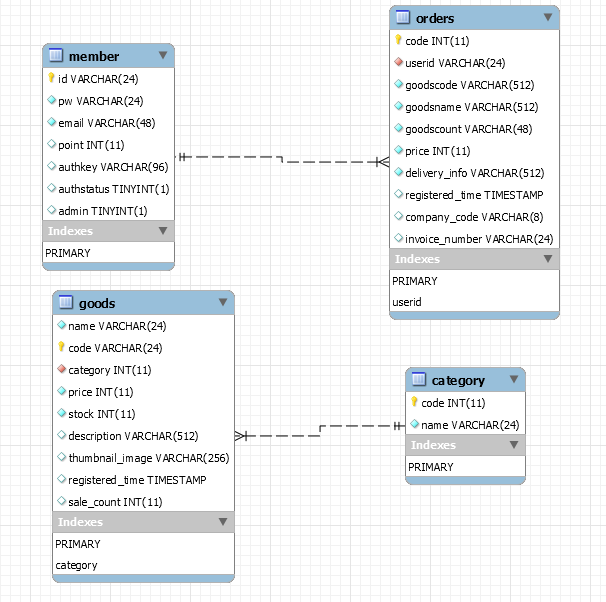 member
id VARCHAR(24)
pw VARCHAR(24)
email VARCHAR(48)
point INT(11)
authkey VARCHAR(96)
authstatus TINYINT(1)
admin TINYINT(1)
Indexes
PRIMARY
orders
code INT(11)
userid VARCHAR(24)
goodscode VARCHAR(512)
goodsname VARCHAR(512)
goodscount VARCHAR(48)
price INT(11)
delivery_info VARCHAR(512)
registered_time TIMESTAMP
company_code VARCHAR(8)
invoice_number VARCHAR(24)
Indexes
PRIMARY
userid
goods
name VARCHAR(24)
code VARCHAR(24)
category INT(11)
price INT(11)
stock INT(11)
description VARCHAR(512)
thumbnail_image VARCHAR(256)
registered_time TIMESTAMP
sale_count INT(11)
Indexes
PRIMARY
category
category
code INT(11)
name VARCHAR(24)
Indexes
PRIMARY